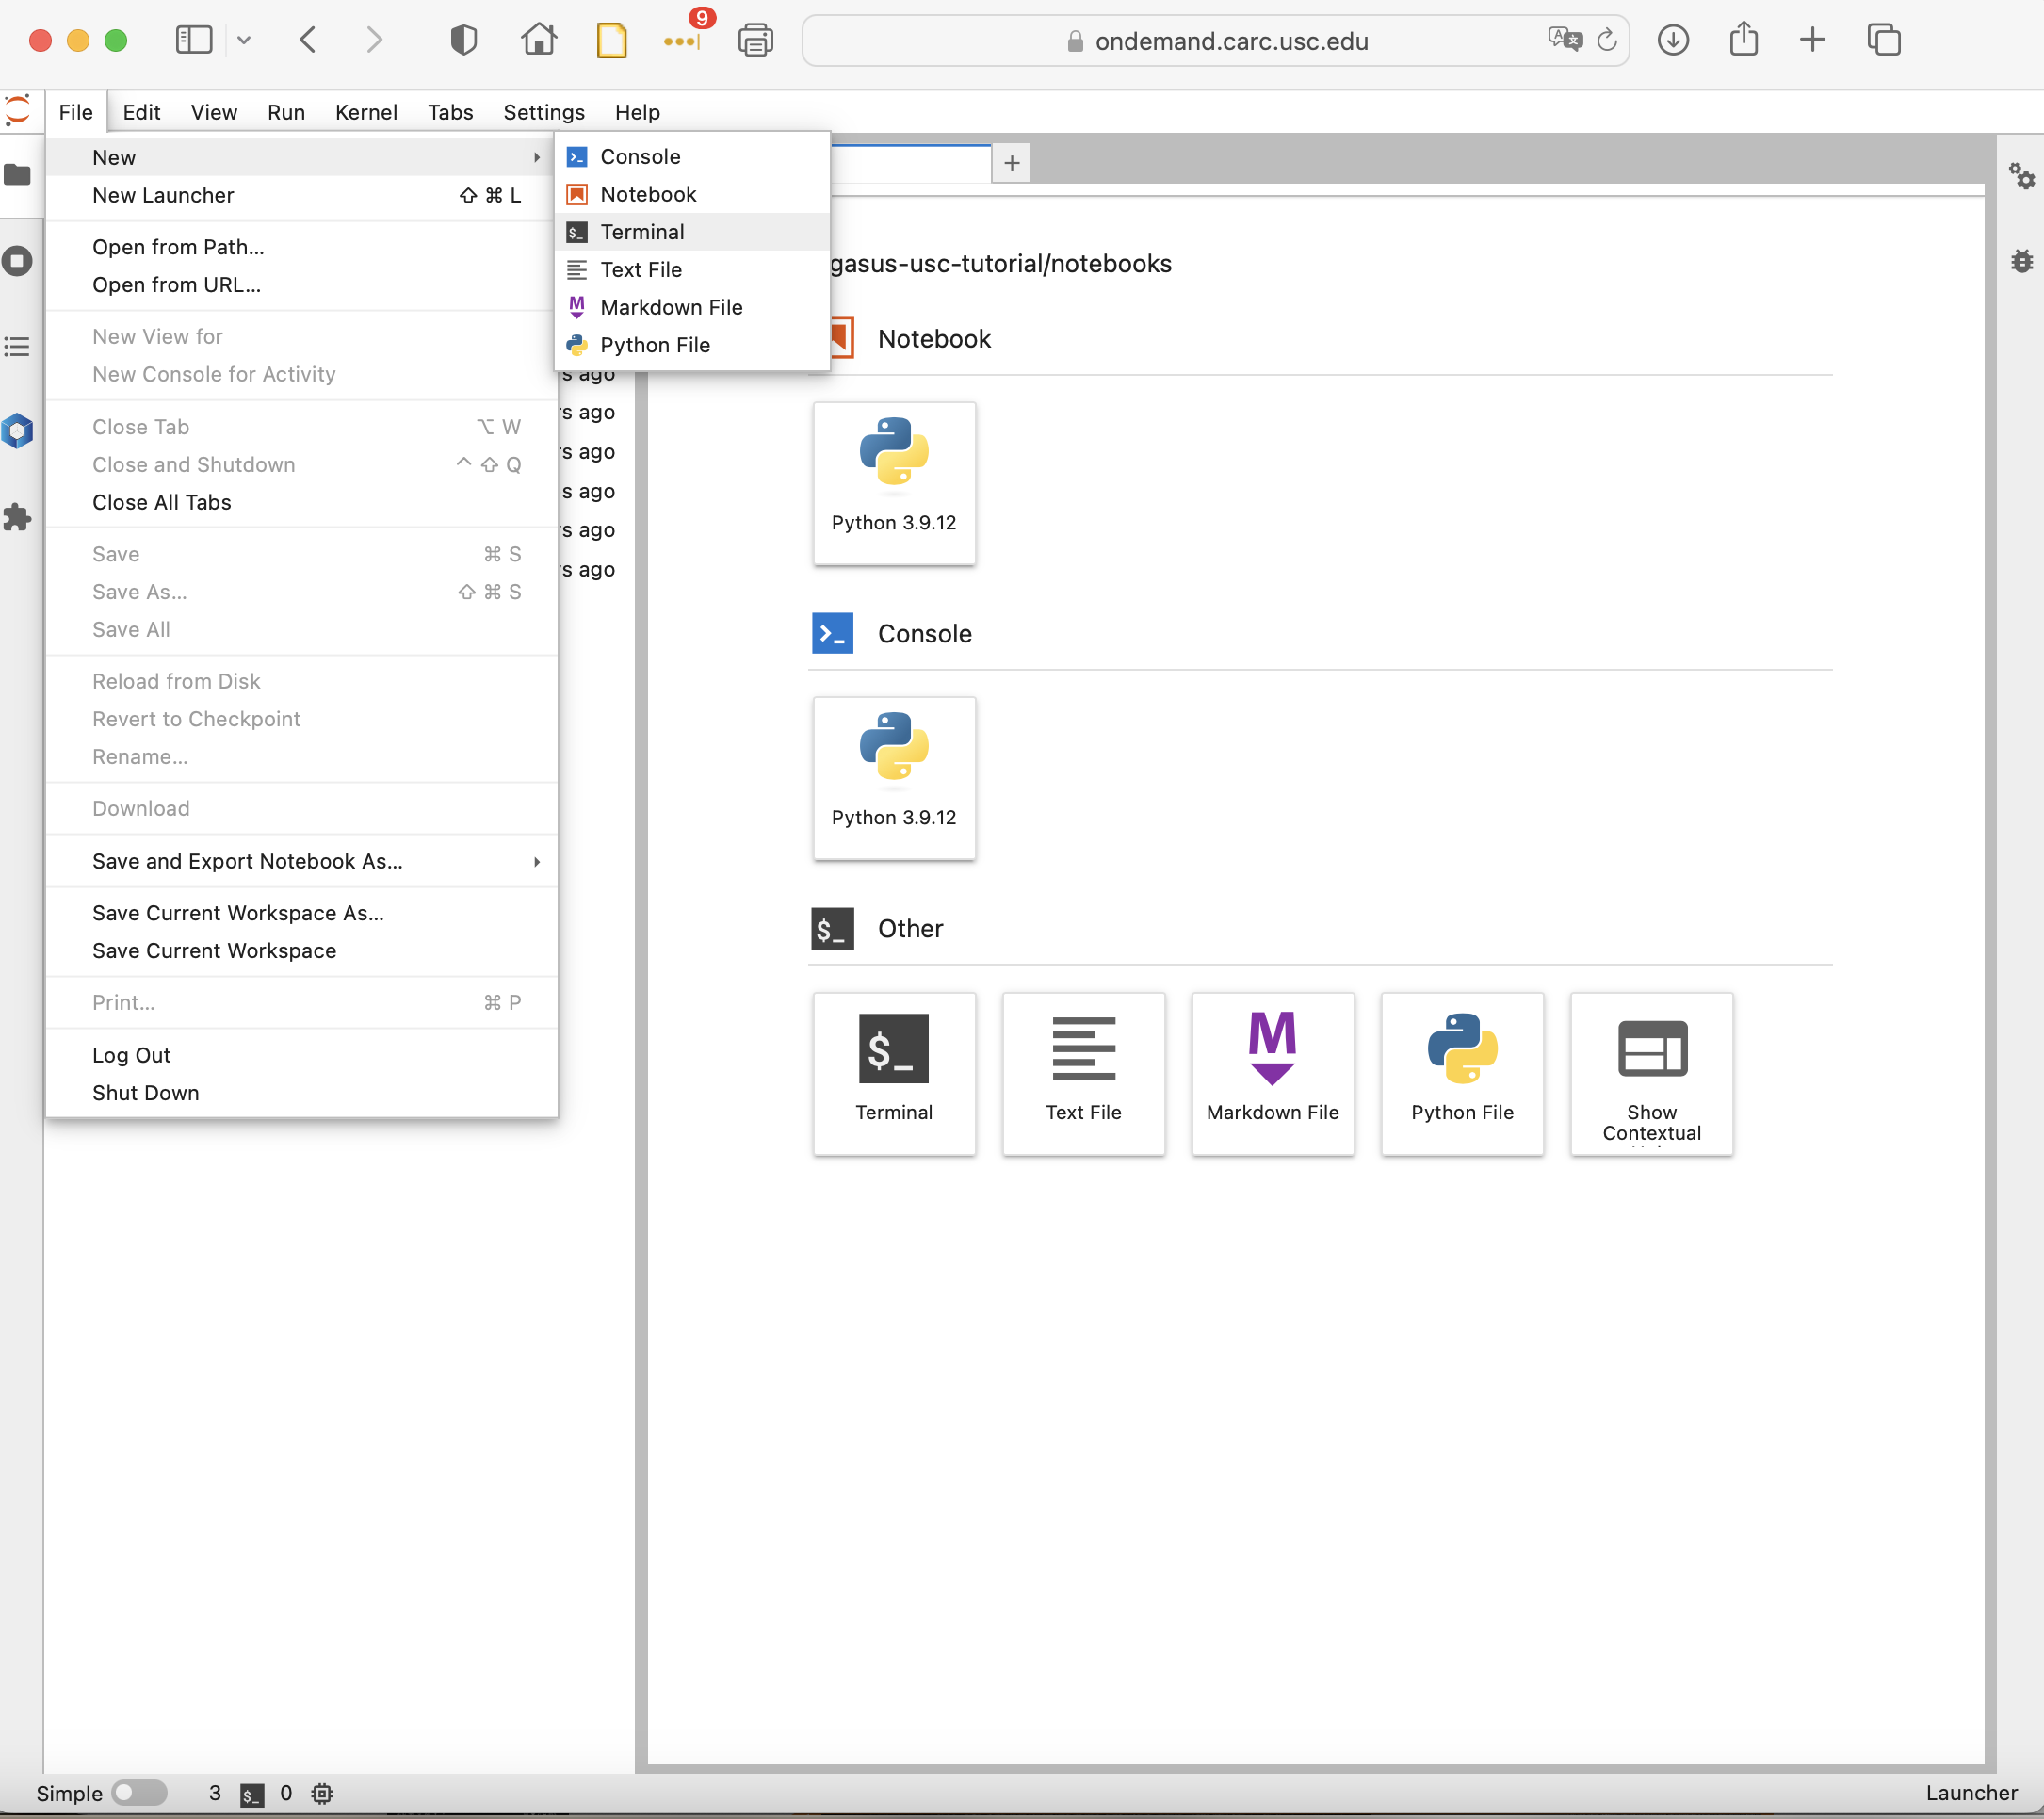 9
ondemand.carc.usc.edu
File Edit View Run Kernel Tabs Settings Help
New
New Launcher ⇧ ⌘ L
Open from Path...
Open from URL...
New View for
New Console for Activity
Close Tab ⌥ W
Close and Shutdown ^ ⇧ Q
Close All Tabs
Save ⌘ S
Save As... ⇧ ⌘ S
Save All
Reload from Disk
Revert to Checkpoint
Rename...
Download
Save and Export Notebook As...
Save Current Workspace As...
Save Current Workspace
Print... ⌘ P
Log Out
Shut Down
Console
Notebook
Terminal
Text File
Markdown File
Python File
s ago
rs ago
rs ago
s ago
ys ago
ys ago
gasus-usc-tutorial/notebooks
Notebook
Python 3.9.12
Console
Python 3.9.12
$_ Other
$_
Terminal
Text File
Markdown File
Python File
Show
Contextual
Simple 3 $_ 0
Launcher